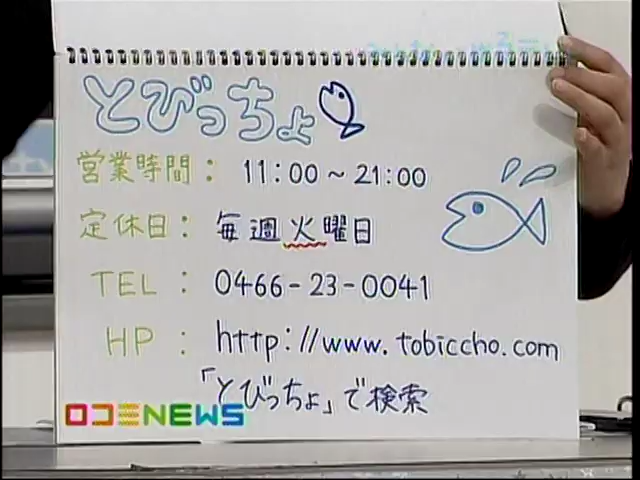 とびっちょ
営業時間： 11:00～21:00
定休日： 毎週火曜日
TEL： 0466-23-0041
HP： http://www.tobiccho.com
「とびっちょ」で検索
ロコミNEWS